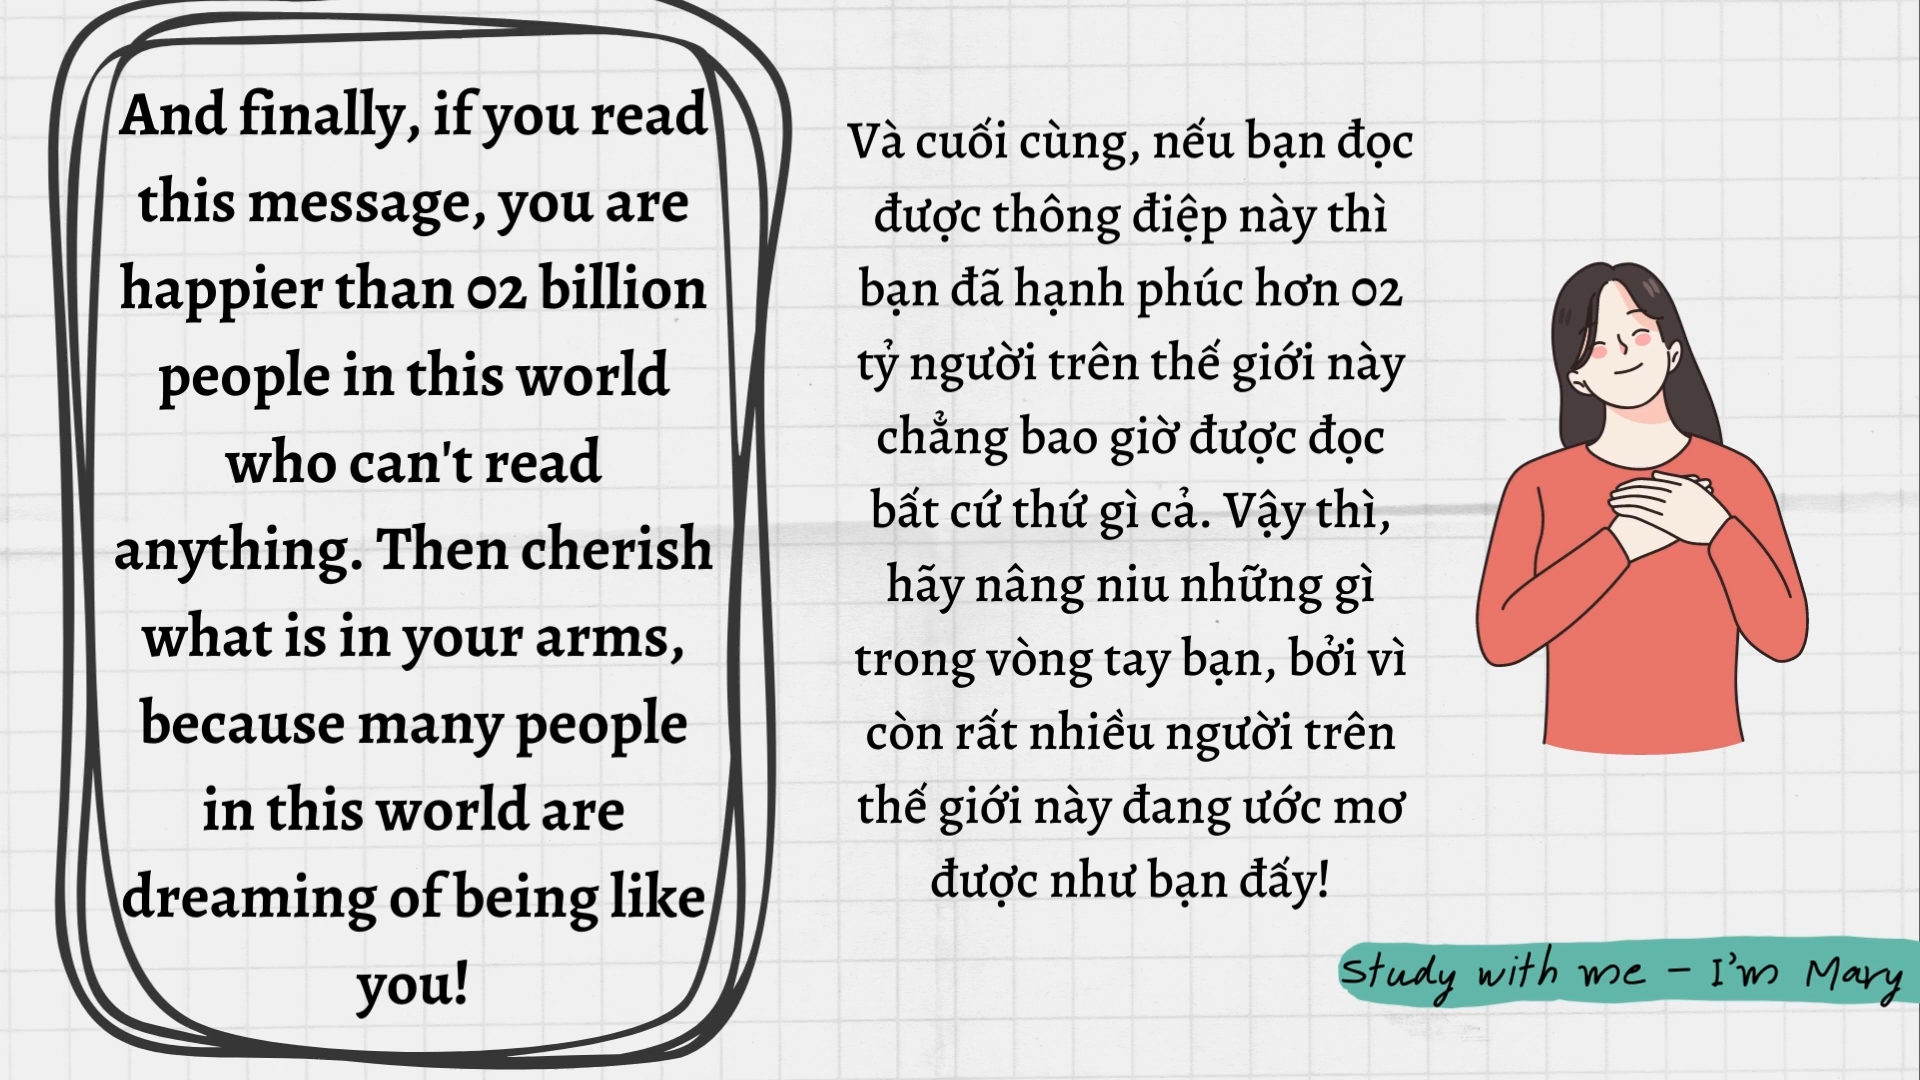 And finally, if you read
this message, you are
happier than 02 billion
people in this world
who can't read
anything. Then cherish
what is in your arms,
because many people
in this world are
dreaming of being like
you!
Và cuối cùng, nếu bạn đọc
được thông điệp này thì
bạn đã hạnh phúc hơn 02
tỷ người trên thế giới này
chẳng bao giờ được đọc
bất cứ thứ gì cả. Vậy thì,
hãy nâng niu những gì
trong vòng tay bạn, bởi vì
còn rất nhiều người trên
thế giới này đang ước mơ
được như bạn đấy!
Study with me - I'm Mary